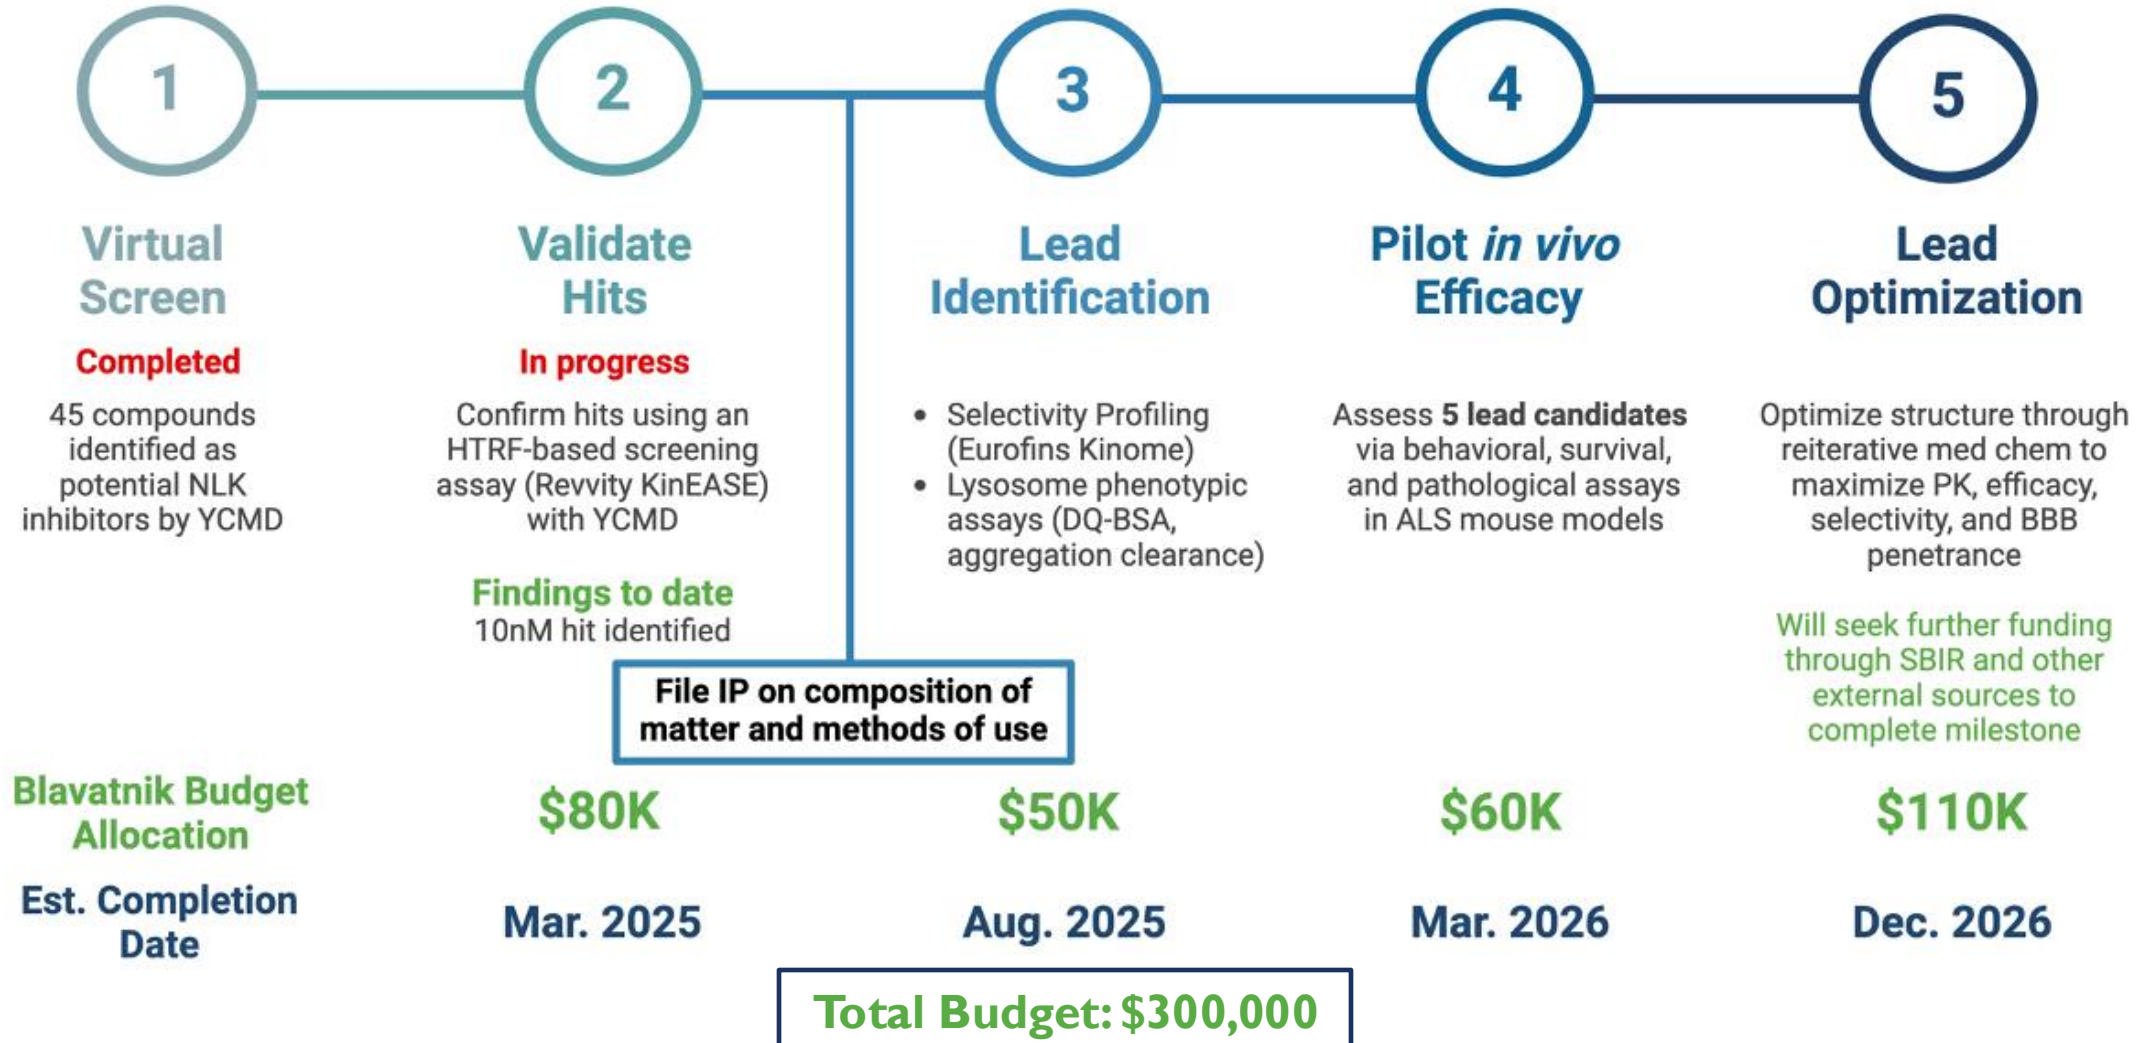 1
2
3
4
5
Virtual
Screen
Completed
45 compounds
identified as
potential NLK
inhibitors by YCMD
Validate
Hits
In progress
Confirm hits using an
HTRF-based screening
assay (Revvity KinEASE)
with YCMD
Findings to date
10nM hit identified
File IP on composition of
matter and methods of use
Lead
Identification
• Selectivity Profiling
(Eurofins Kinome)
• Lysosome phenotypic
assays (DQ-BSA,
aggregation clearance)
Pilot in vivo
Efficacy
Assess 5 lead candidates
via behavioral, survival,
and pathological assays
in ALS mouse models
Lead
Optimization
Optimize structure through
reiterative med chem to
maximize PK, efficacy,
selectivity, and BBB
penetrance
Will seek further funding
through SBIR and other
external sources to
complete milestone
Blavatnik Budget
Allocation
$80K
$50K
$60K
$110K
Est. Completion
Date
Mar. 2025
Aug. 2025
Mar. 2026
Dec. 2026
Total Budget: $300,000